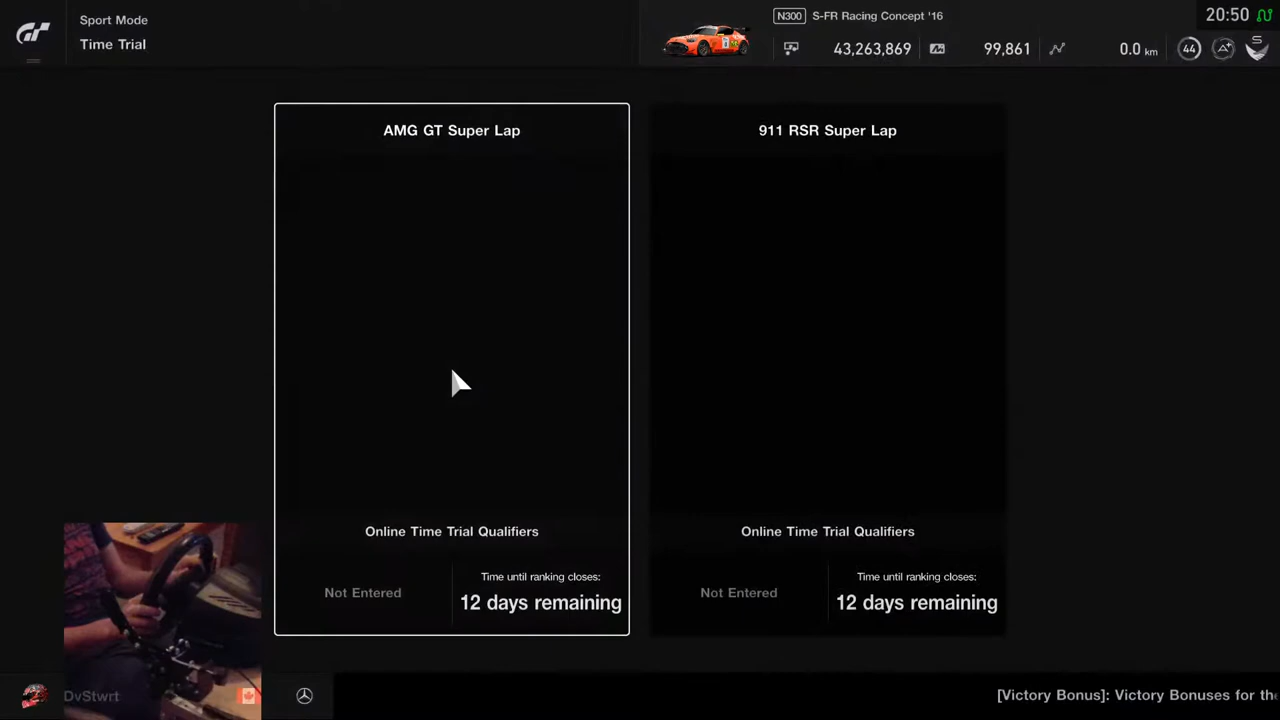 Sport Mode
Time Trial
N300 S-FR Racing Concept '16
43,263,869
99,861
0.0 km
44
S
20:50
AMG GT Super Lap
Online Time Trial Qualifiers
Not Entered
Time until ranking closes:
12 days remaining
911 RSR Super Lap
Online Time Trial Qualifiers
Not Entered
Time until ranking closes:
12 days remaining
DvStwrt
[Victory Bonus]: Victory Bonuses for the